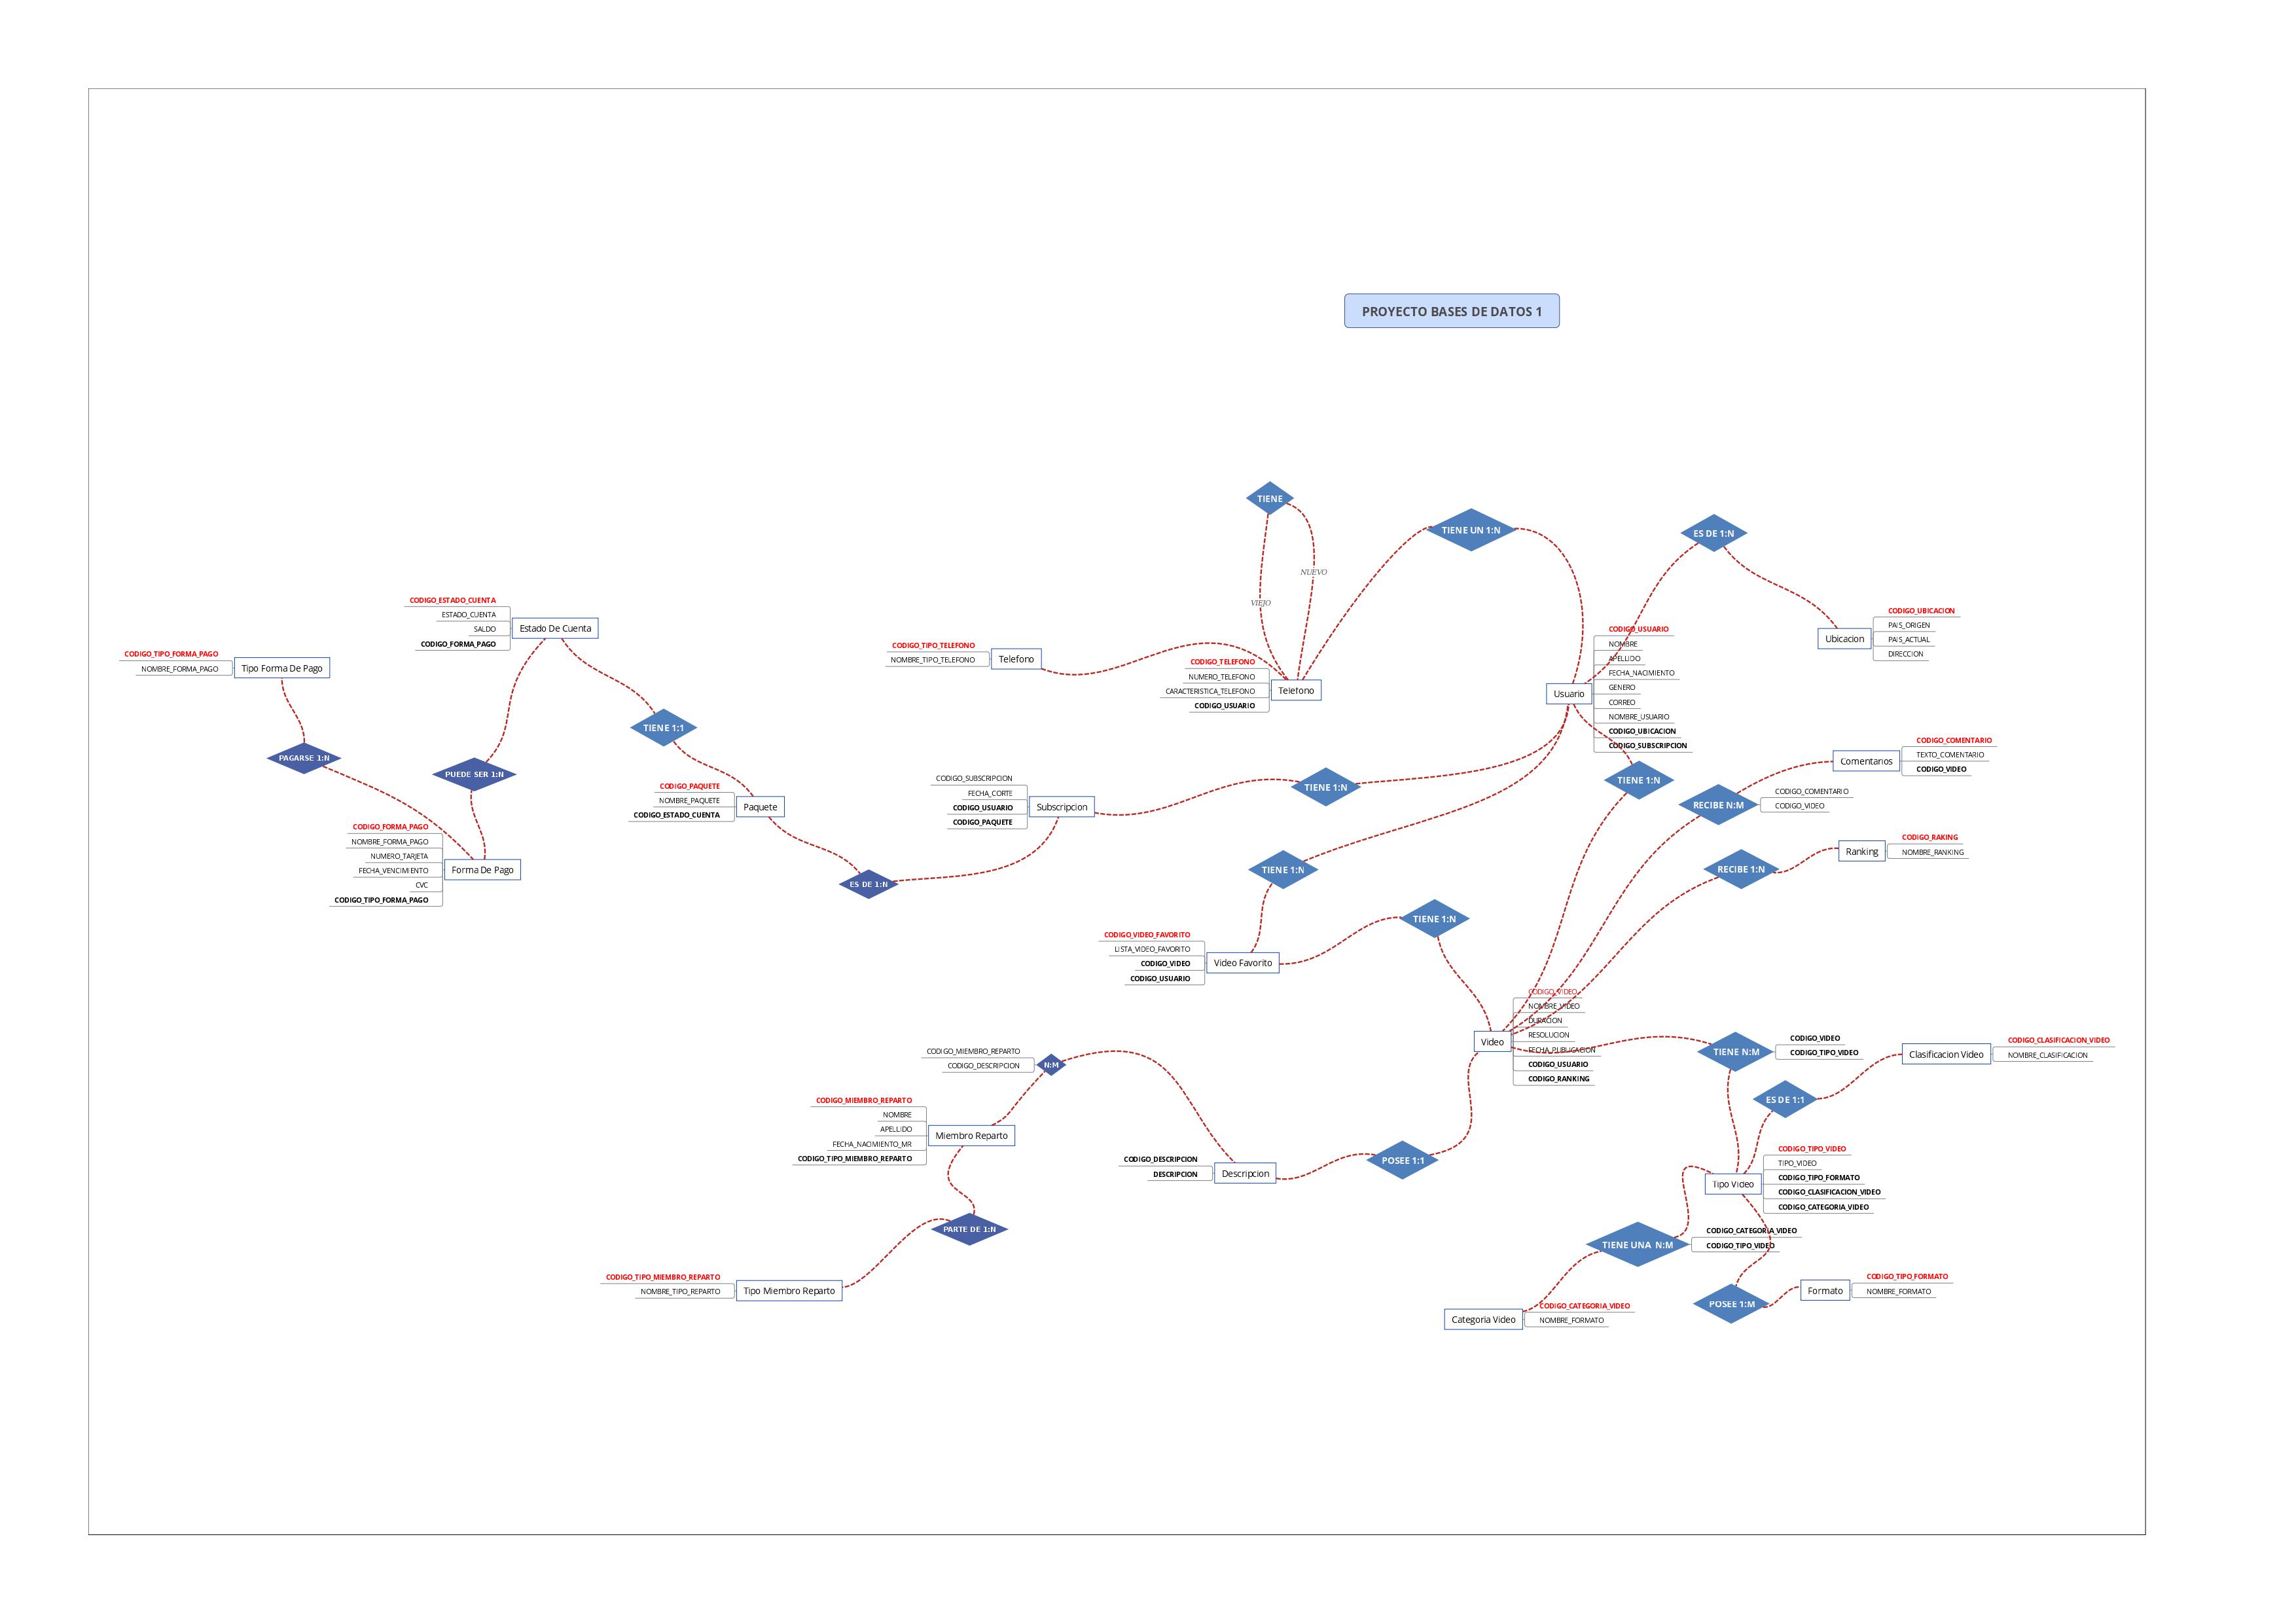 PROYECTO BASES DE DATOS 1
TIENE
NUEVO
VIEJO
TIENE UN 1:N
ES DE 1:N
CODIGO_UBICACION
PAIS_ORIGEN
PAIS_ACTUAL
DIRECCION
Ubicacion
CODIGO_ESTADO_CUENTA
ESTADO_CUENTA
SALDO
CODIGO_FORMA_PAGO
Estado De Cuenta
CODIGO_TIPO_FORMA_PAGO
NOMBRE_FORMA_PAGO
Tipo Forma De Pago
CODIGO_TIPO_TELEFONO
NOMBRE_TIPO_TELEFONO
Telefono
CODIGO_TELEFONO
NUMERO_TELEFONO
CARACTERISTICA_TELEFONO
CODIGO_USUARIO
Telefono
Usuario
CODIGO_USUARIO
NOMBRE
APELLIDO
FECHA_NACIMIENTO
GENERO
CORREO
NOMBRE_USUARIO
CODIGO_UBICACION
CODIGO_SUBSCRIPCION
TIENE 1:1
PAGARSE 1:N
PUEDE SER 1:N
CODIGO_PAQUETE
NOMBRE_PAQUETE
CODIGO_ESTADO_CUENTA
Paquete
CODIGO_SUBSCRIPCION
FECHA_CORTE
CODIGO_USUARIO
CODIGO_PAQUETE
Subscripcion
TIENE 1:N
TIENE 1:N
Comentarios
CODIGO_COMENTARIO
TEXTO_COMENTARIO
CODIGO_VIDEO
RECIBE N:M
CODIGO_COMENTARIO
CODIGO_VIDEO
CODIGO_FORMA_PAGO
NOMBRE_FORMA_PAGO
NUMERO_TARJETA
FECHA_VENCIMIENTO
CVC
CODIGO_TIPO_FORMA_PAGO
Forma De Pago
ES DE 1:N
TIENE 1:N
RECIBE 1:N
Ranking
CODIGO_RAKING
NOMBRE_RANKING
TIENE 1:N
CODIGO_VIDEO_FAVORITO
LISTA_VIDEO_FAVORITO
CODIGO_VIDEO
CODIGO_USUARIO
Video Favorito
Video
CODIGO_VIDEO
NOMBRE_VIDEO
DURACION
RESOLUCION
FECHA_PUBLICACION
CODIGO_USUARIO
CODIGO_RANKING
TIENE N:M
CODIGO_VIDEO
CODIGO_TIPO_VIDEO
Clasificacion Video
CODIGO_CLASIFICACION_VIDEO
NOMBRE_CLASIFICACION
ES DE 1:1
CODIGO_MIEMBRO_REPARTO
CODIGO_DESCRIPCION
N:M
CODIGO_MIEMBRO_REPARTO
NOMBRE
APELLIDO
FECHA_NACIMIENTO_MR
CODIGO_TIPO_MIEMBRO_REPARTO
Miembro Reparto
CODIGO_DESCRIPCION
DESCRIPCION
Descripcion
POSEE 1:1
Tipo Video
CODIGO_TIPO_VIDEO
TIPO_VIDEO
CODIGO_TIPO_FORMATO
CODIGO_CLASIFICACION_VIDEO
CODIGO_CATEGORIA_VIDEO
PARTE DE 1:N
TIENE UNA N:M
CODIGO_CATEGORIA_VIDEO
CODIGO_TIPO_VIDEO
CODIGO_TIPO_MIEMBRO_REPARTO
NOMBRE_TIPO_REPARTO
Tipo Miembro Reparto
POSEE 1:M
Formato
CODIGO_TIPO_FORMATO
NOMBRE_FORMATO
Categoria Video
CODIGO_CATEGORIA_VIDEO
NOMBRE_FORMATO